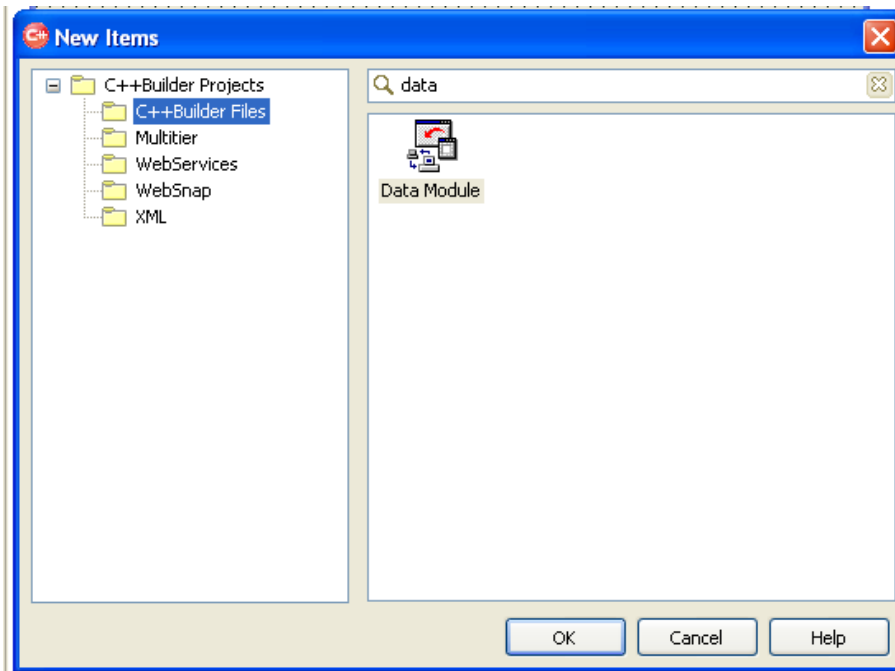 C++ New Items
C++Builder Projects
C++Builder Files
Multitier
WebServices
WebSnap
XML
data
Data Module
OK
Cancel
Help